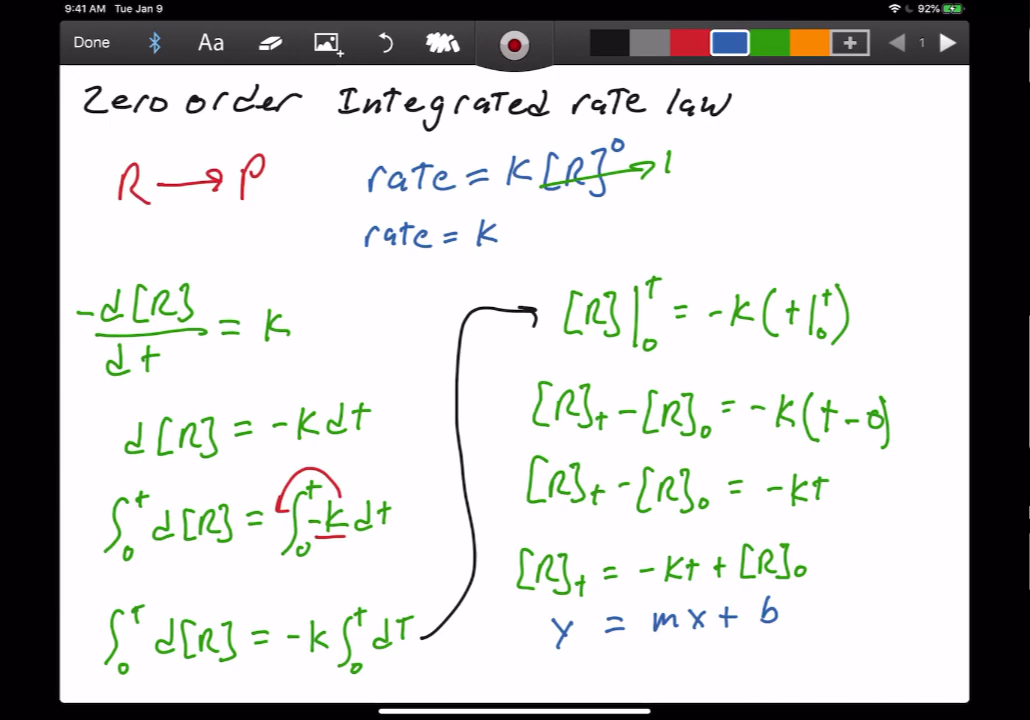 9:41 AM Tue Jan 9
92%
Done Aa 1
Zero order Integrated rate law
R → P
rate = K[R]⁰ → 1
rate = K
-d[R]/dt = K
d[R] = -Kdt
∫₀ᵗ d[R] = ∫₀ᵗ -K dt
∫₀ᵗ d[R] = -K ∫₀ᵗ dt
[R]|₀ᵗ = -K(t|₀ᵗ)
[R]ₜ - [R]₀ = -K(t-0)
[R]ₜ - [R]₀ = -Kt
[R]ₜ = -Kt + [R]₀
y = mx + b